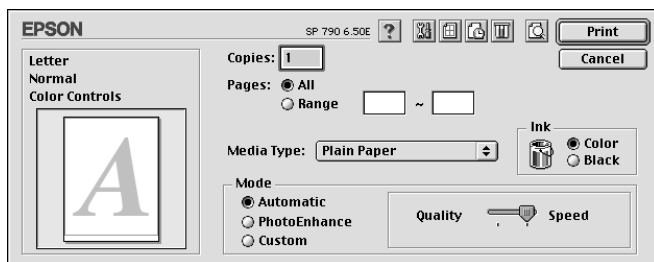 EPSON
SP 790 6.50E ?
Print
Cancel
Letter
Normal
Color Controls
A
Copies: 1
Pages: All
Range ~
Media Type: Plain Paper
Ink
Color
Black
Mode
Automatic
PhotoEnhance
Custom
Quality Speed